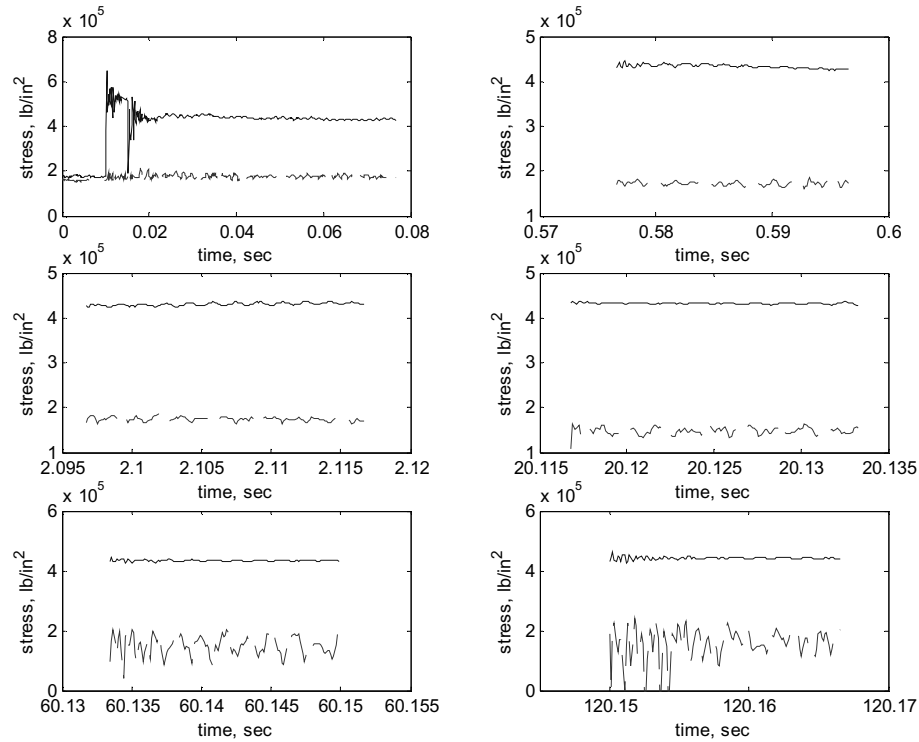 x 10^5
8
6
4
2
0
stress, lb/in^2
0 0.02 0.04 0.06 0.08
time, sec
x 10^5
5
4
3
2
1
stress, lb/in^2
0.57 0.58 0.59 0.6
time, sec
x 10^5
5
4
3
2
1
stress, lb/in^2
2.095 2.1 2.105 2.11 2.115 2.12
time, sec
x 10^5
5
4
3
2
1
stress, lb/in^2
20.115 20.12 20.125 20.13 20.135
time, sec
x 10^5
6
4
2
0
stress, lb/in^2
60.13 60.135 60.14 60.145 60.15 60.155
time, sec
x 10^5
6
4
2
0
stress, lb/in^2
120.15 120.16 120.17
time, sec